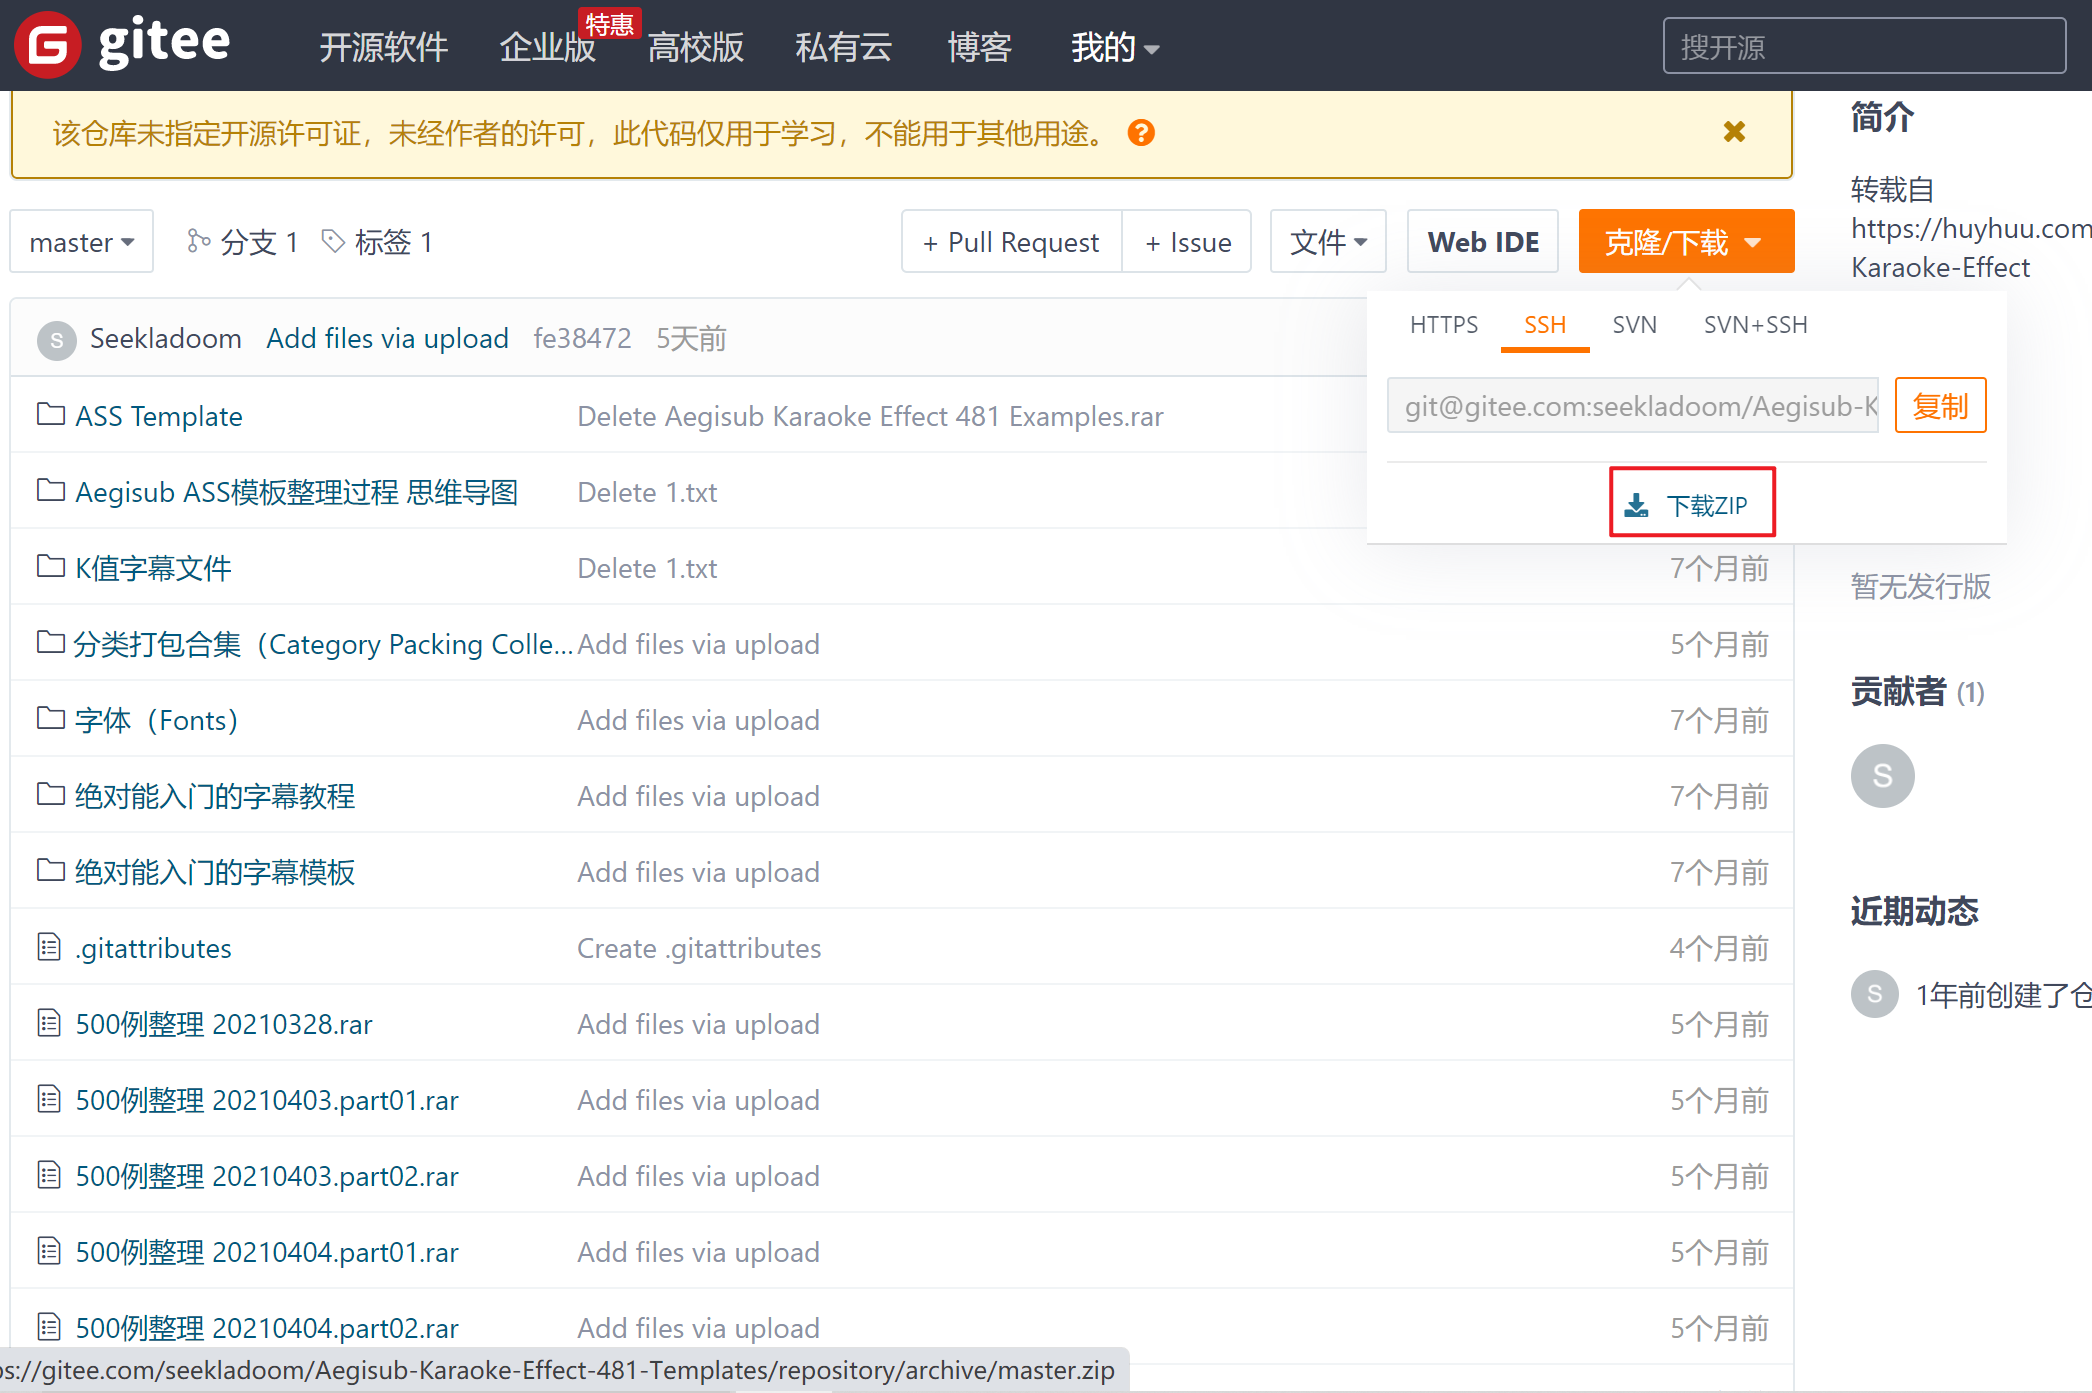 gitee 开源软件 企业版 特惠 高校版 私有云 博客 我的 搜开源
该仓库未指定开源许可证，未经作者的许可，此代码仅用于学习，不能用于其他用途。
简介
转载自
https://huyhuu.com
Karaoke-Effect
master 分支 1 标签 1 + Pull Request + Issue 文件 Web IDE 克隆/下载
HTTPS SSH SVN SVN+SSH
git@gitee.com:seekladoom/Aegisub-K 复制
下载ZIP
S Seekladoom Add files via upload fe38472 5天前
ASS Template Delete Aegisub Karaoke Effect 481 Examples.rar
Aegisub ASS模板整理过程 思维导图 Delete 1.txt
K值字幕文件 Delete 1.txt 7个月前
分类打包合集（Category Packing Colle... Add files via upload 5个月前
字体（Fonts） Add files via upload 7个月前
绝对能入门的字幕教程 Add files via upload 7个月前
绝对能入门的字幕模板 Add files via upload 7个月前
.gitattributes Create .gitattributes 4个月前
500例整理 20210328.rar Add files via upload 5个月前
500例整理 20210403.part01.rar Add files via upload 5个月前
500例整理 20210403.part02.rar Add files via upload 5个月前
500例整理 20210404.part01.rar Add files via upload 5个月前
500例整理 20210404.part02.rar Add files via upload 5个月前
暂无发行版
贡献者 (1)
S
近期动态
S 1年前创建了仓
s://gitee.com/seekladoom/Aegisub-Karaoke-Effect-481-Templates/repository/archive/master.zip